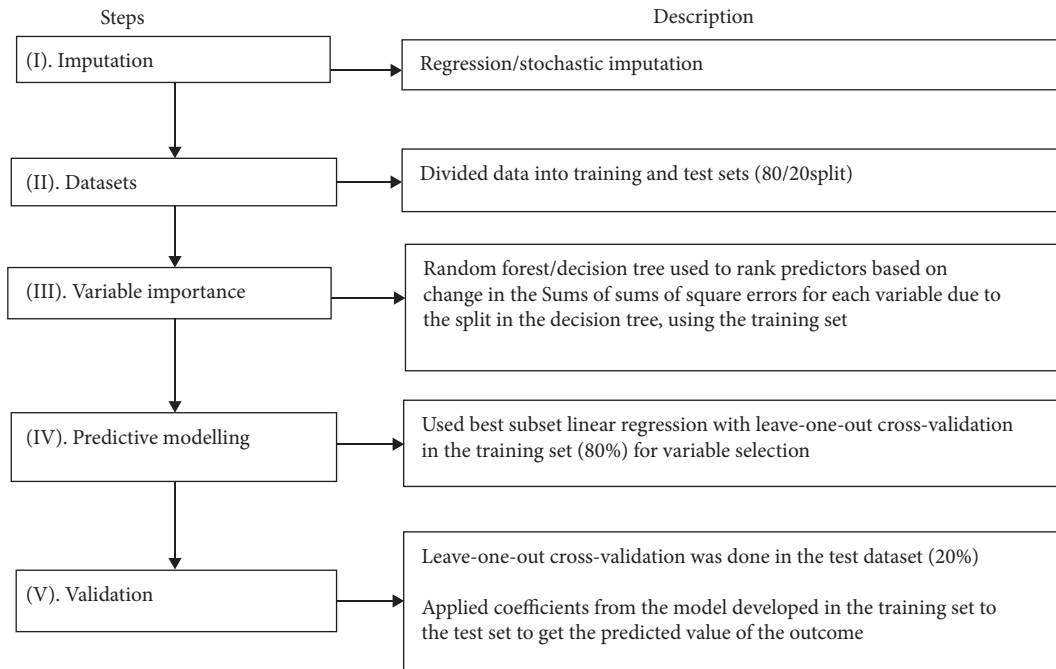 Steps
Description
(I). Imputation
Regression/stochastic imputation
(II). Datasets
Divided data into training and test sets (80/20split)
(III). Variable importance
Random forest/decision tree used to rank predictors based on
change in the Sums of sums of square errors for each variable due to
the split in the decision tree, using the training set
(IV). Predictive modelling
Used best subset linear regression with leave-one-out cross-validation
in the training set (80%) for variable selection
(V). Validation
Leave-one-out cross-validation was done in the test dataset (20%)
Applied coefficients from the model developed in the training set to
the test set to get the predicted value of the outcome